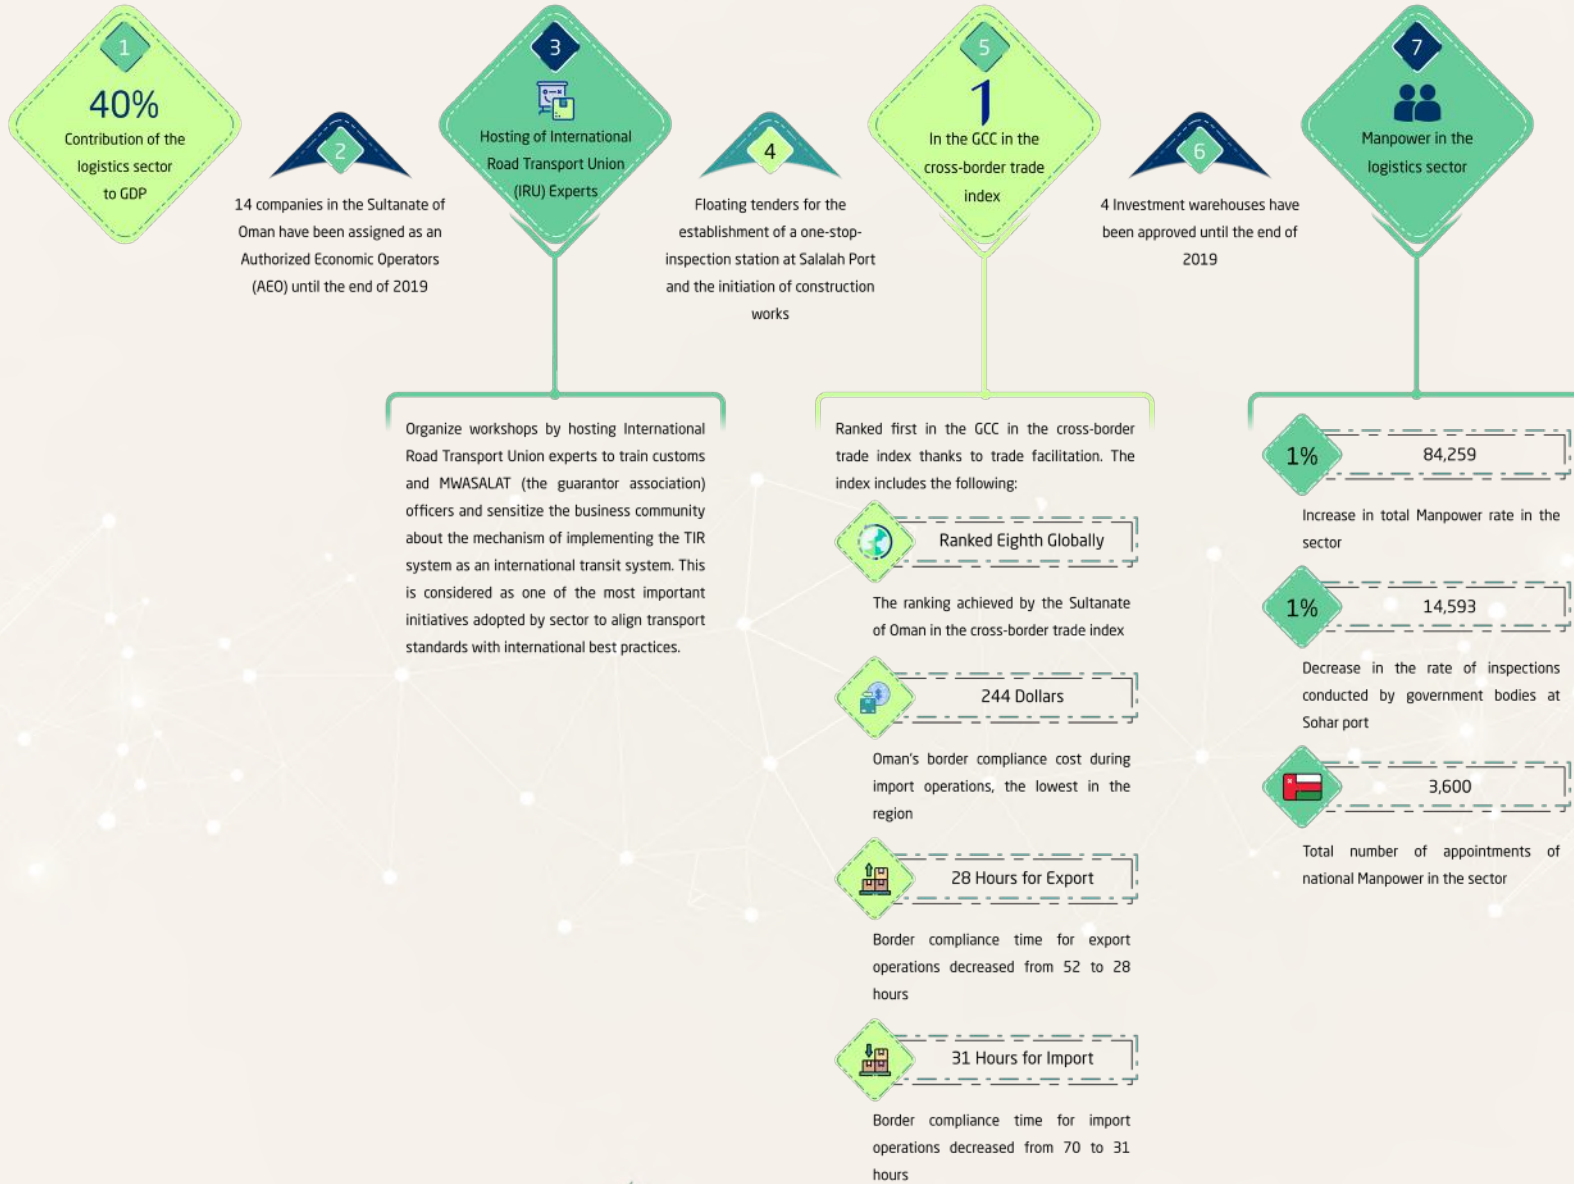 1
40%
Contribution of the
logistics sector
to GDP
2
14 companies in the Sultanate of
Oman have been assigned as an
Authorized Economic Operators
(AEO) until the end of 2019
3
Hosting of International
Road Transport Union
(IRU) Experts
Organize workshops by hosting International
Road Transport Union experts to train customs
and MWASALAT (the guarantor association)
officers and sensitize the business community
about the mechanism of implementing the TIR
system as an international transit system. This
is considered as one of the most important
initiatives adopted by sector to align transport
standards with international best practices.
4
Floating tenders for the
establishment of a one-stop-
inspection station at Salalah Port
and the initiation of construction
works
5
1
In the GCC in the
cross-border trade
index
Ranked first in the GCC in the cross-border
trade index thanks to trade facilitation. The
index includes the following:
Ranked Eighth Globally
The ranking achieved by the Sultanate
of Oman in the cross-border trade index
244 Dollars
Oman's border compliance cost during
import operations, the lowest in the
region
28 Hours for Export
Border compliance time for export
operations decreased from 52 to 28
hours
31 Hours for Import
Border compliance time for import
operations decreased from 70 to 31
hours
6
4 Investment warehouses have
been approved until the end of
2019
7
Manpower in the
logistics sector
1%
84,259
Increase in total Manpower rate in the
sector
1%
14,593
Decrease in the rate of inspections
conducted by government bodies at
Sohar port
3,600
Total number of appointments of
national Manpower in the sector